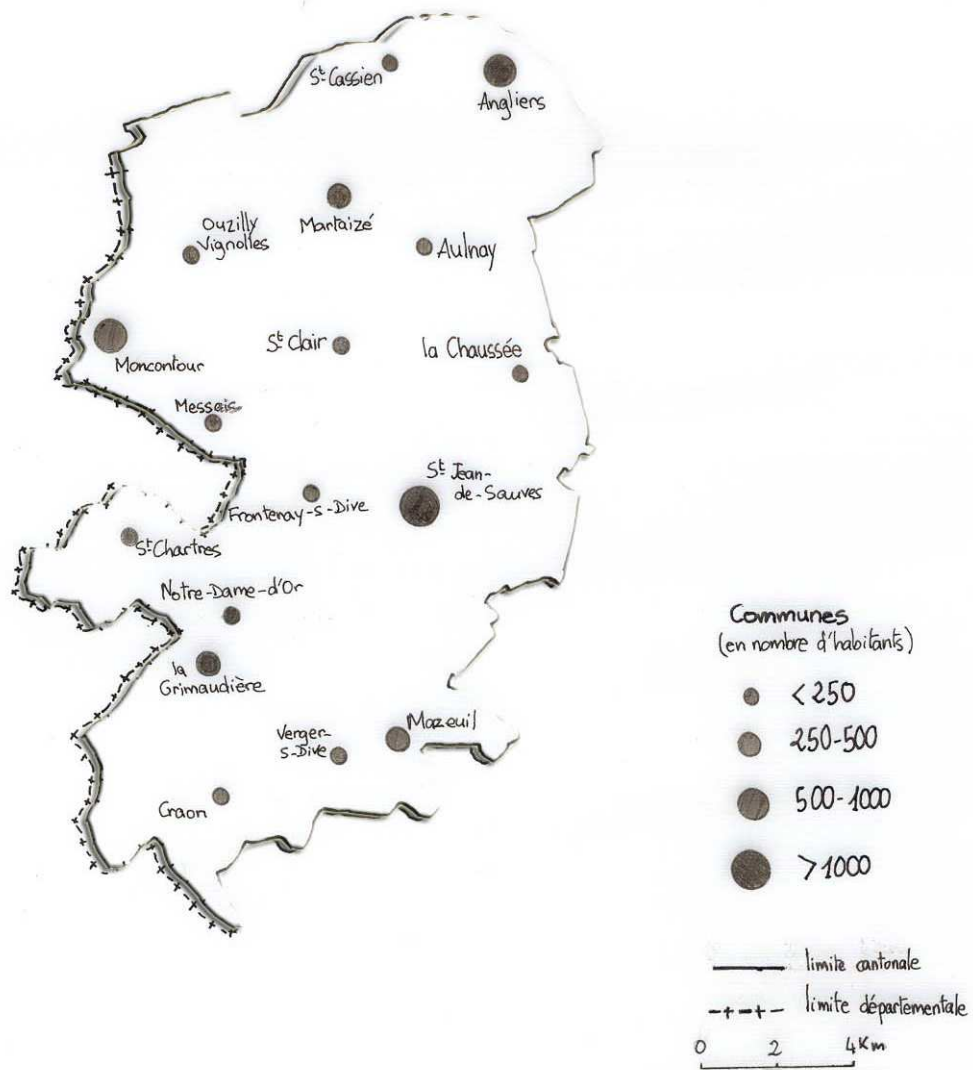 St Cassien
Angliers
Martaizé
Ouzilly
Vignolles
Aulnay
St Clair
la Chaussée
Moncontour
Messais
St Jean-
de-Sauves
Frontenay-s-Dive
St Chartres
Notre-Dame-d'Or
la
Grimaudière
Verger-
s-Dive
Mazeuil
Craon
Communes
(en nombre d'habitants)
< 250
250-500
500-1000
>1000
limite cantonale
limite départementale
0 2 4 Km